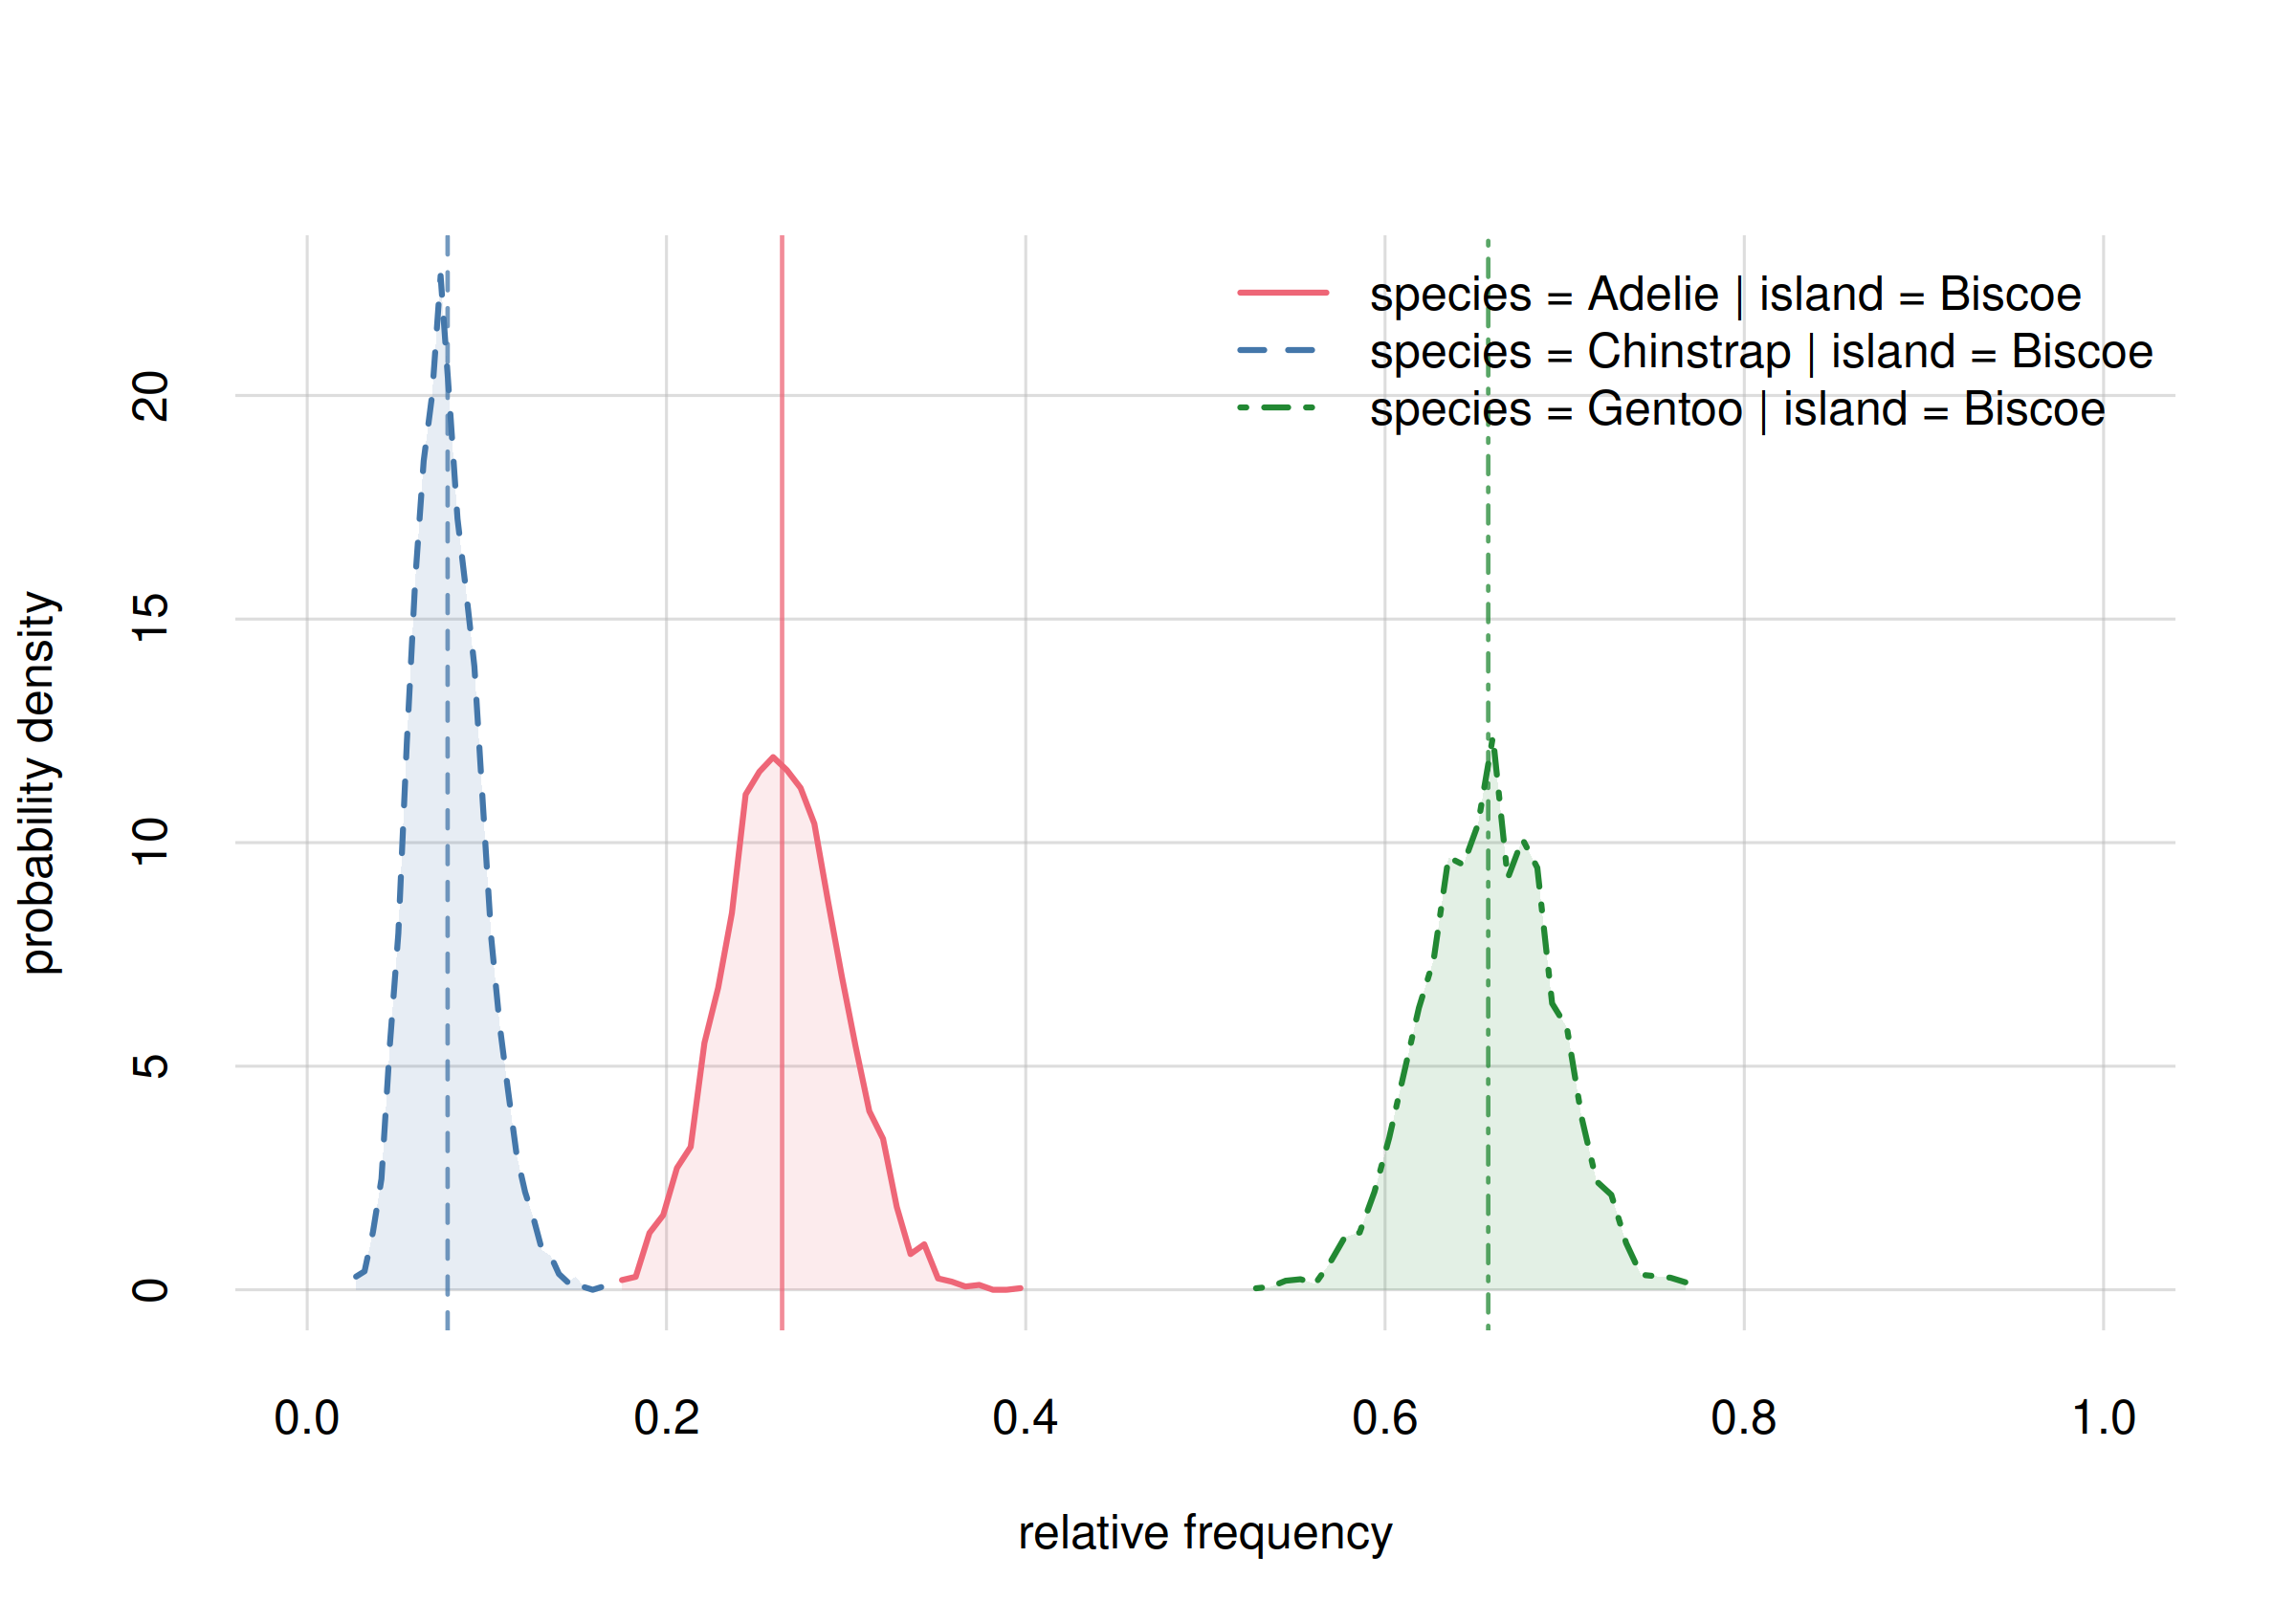 species = Adelie | island = Biscoe
species = Chinstrap | island = Biscoe
species = Gentoo | island = Biscoe
probability density
20
15
10
5
0
0.0 0.2 0.4 0.6 0.8 1.0
relative frequency